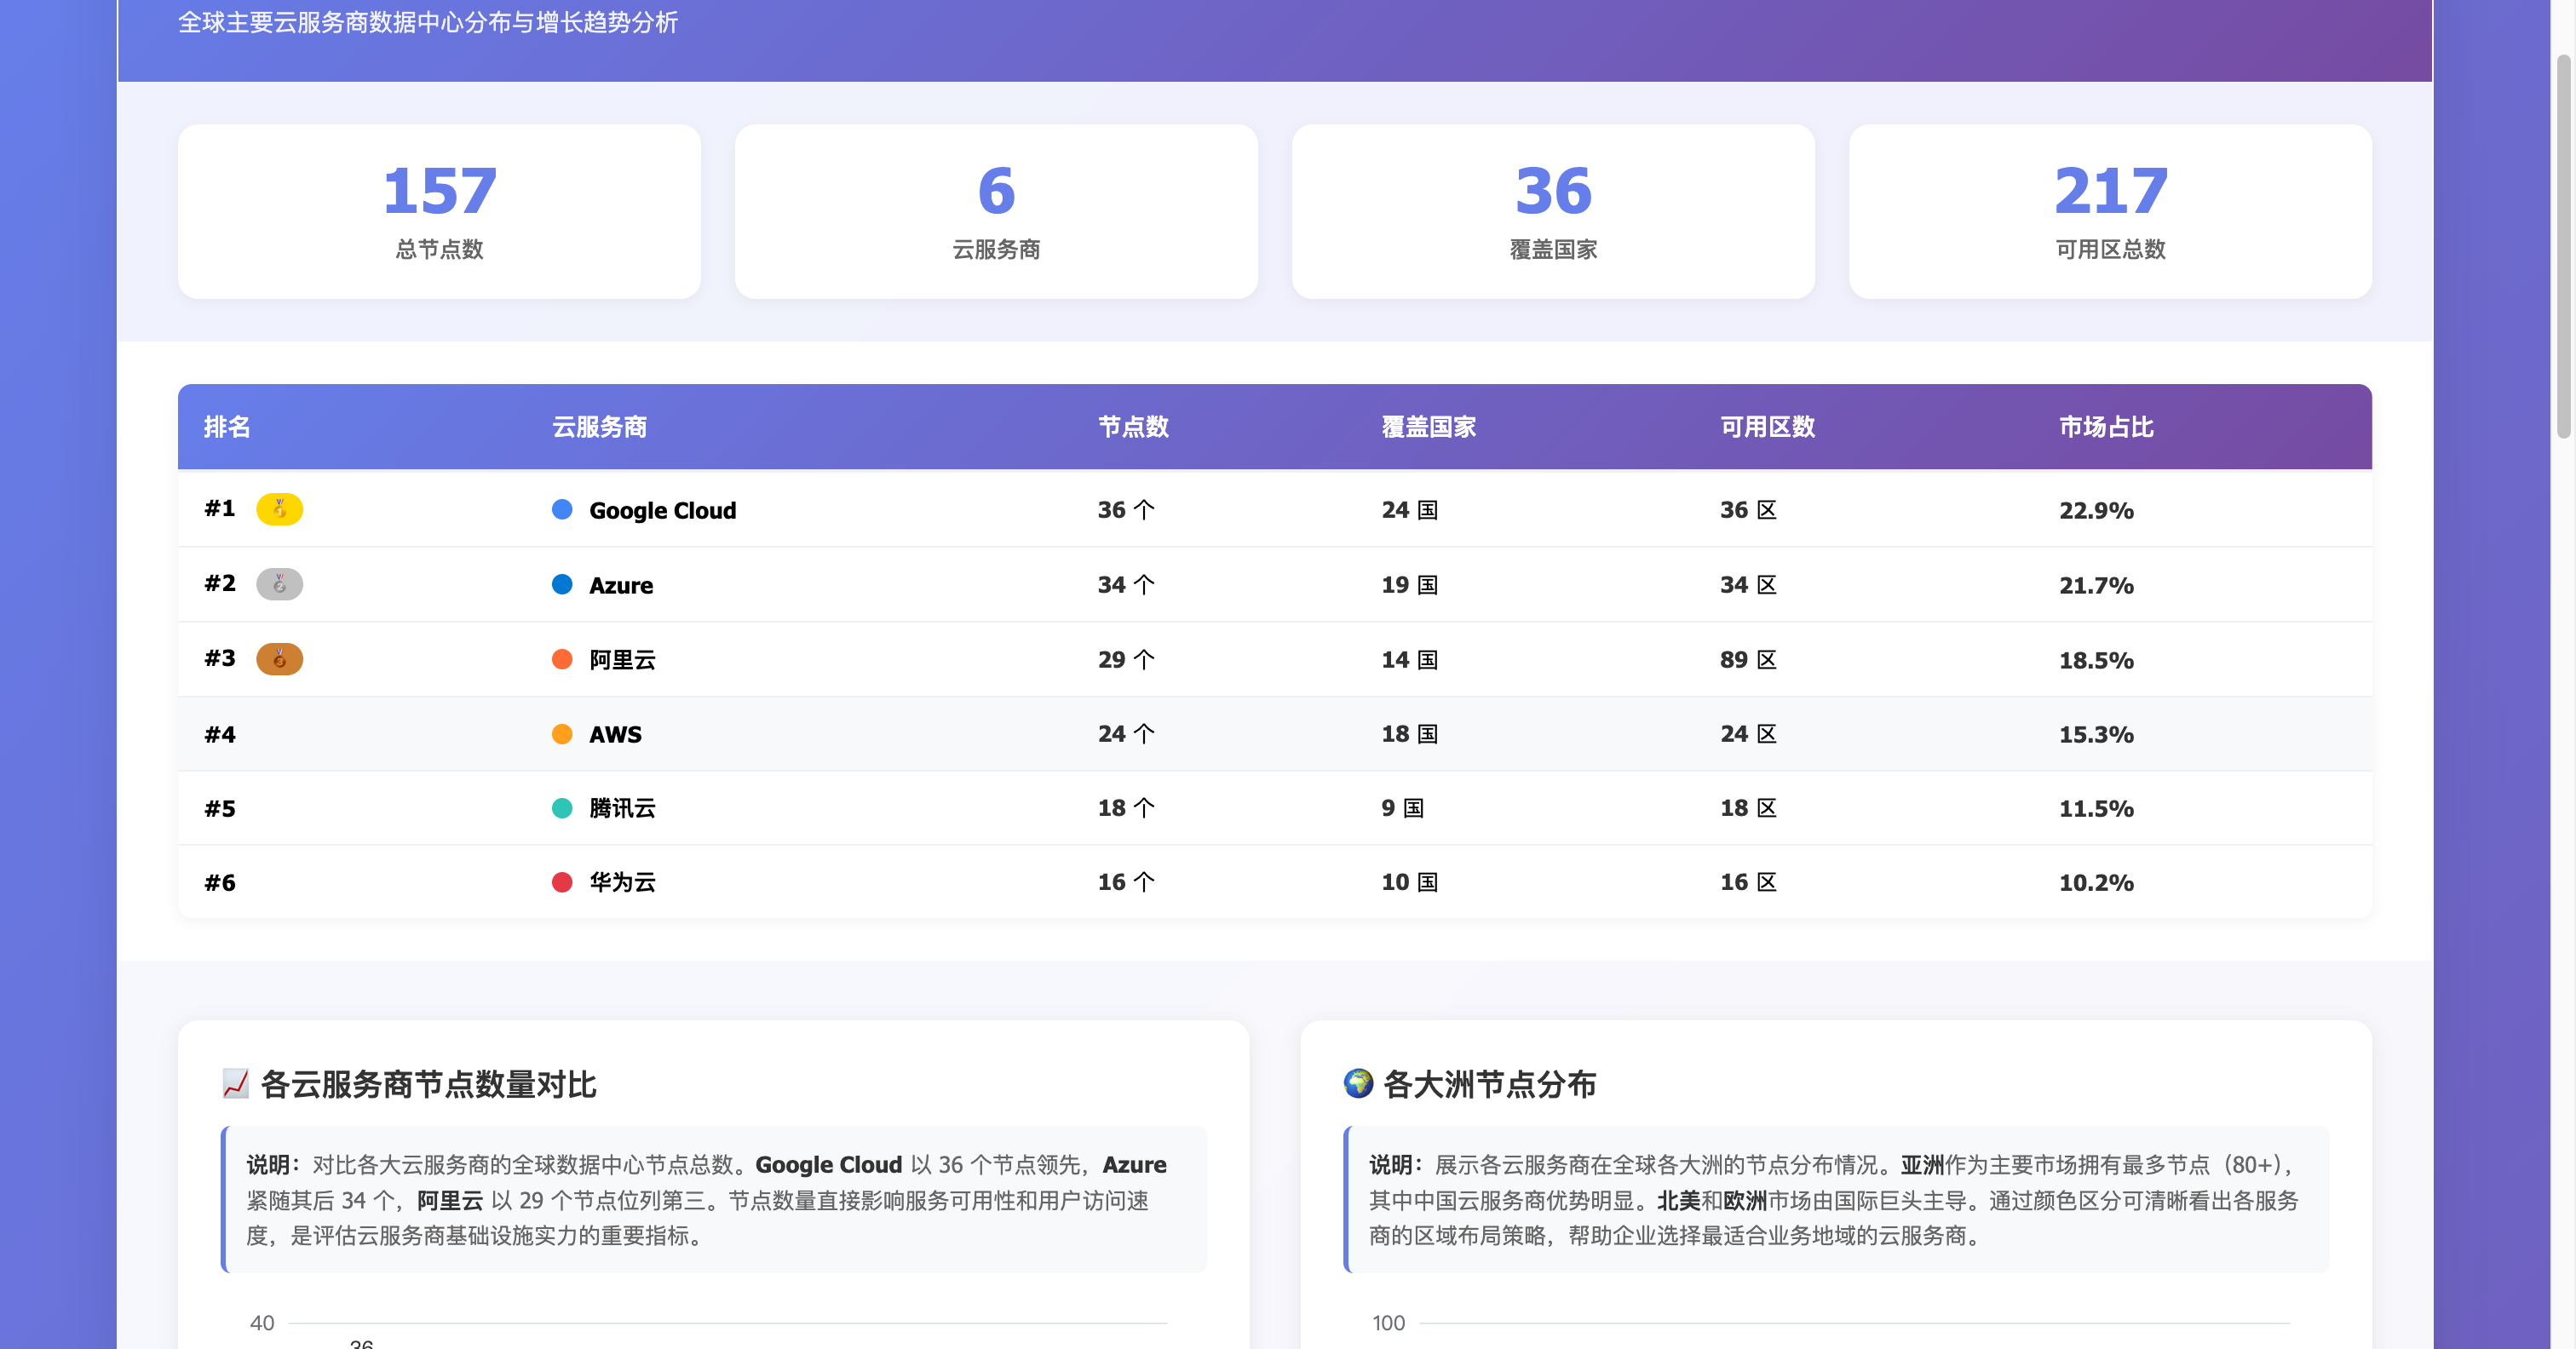 全球主要云服务商数据中心分布与增长趋势分析
157
总节点数
6
云服务商
36
覆盖国家
217
可用区总数
排名 云服务商 节点数 覆盖国家 可用区数 市场占比
#1 🥇 Google Cloud 36 个 24 国 36 区 22.9%
#2 🥈 Azure 34 个 19 国 34 区 21.7%
#3 🥉 阿里云 29 个 14 国 89 区 18.5%
#4 AWS 24 个 18 国 24 区 15.3%
#5 腾讯云 18 个 9 国 18 区 11.5%
#6 华为云 16 个 10 国 16 区 10.2%
📈 各云服务商节点数量对比
说明：对比各大云服务商的全球数据中心节点总数。Google Cloud 以 36 个节点领先，Azure
紧随其后 34 个，阿里云 以 29 个节点位列第三。节点数量直接影响服务可用性和用户访问速
度，是评估云服务商基础设施实力的重要指标。
40
36
🌍 各大洲节点分布
说明：展示各云服务商在全球各大洲的节点分布情况。亚洲作为主要市场拥有最多节点（80+），
其中中国云服务商优势明显。北美和欧洲市场由国际巨头主导。通过颜色区分可清晰看出各服务
商的区域布局策略，帮助企业选择最适合业务地域的云服务商。
100